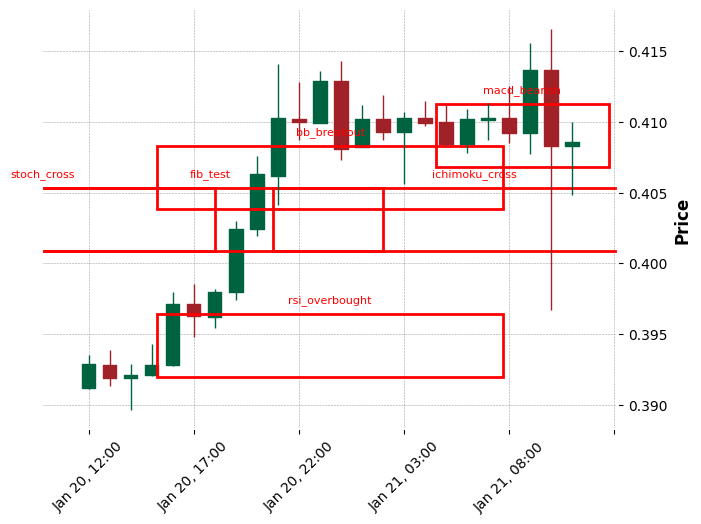 0.415
macd_bearish
0.410
bb_breakout
stoch_cross
fib_test
ichimoku_cross
0.405
Price
0.400
rsi_overbought
0.395
0.390
Jan 20, 12:00
Jan 20, 17:00
Jan 20, 22:00
Jan 21, 03:00
Jan 21, 08:00